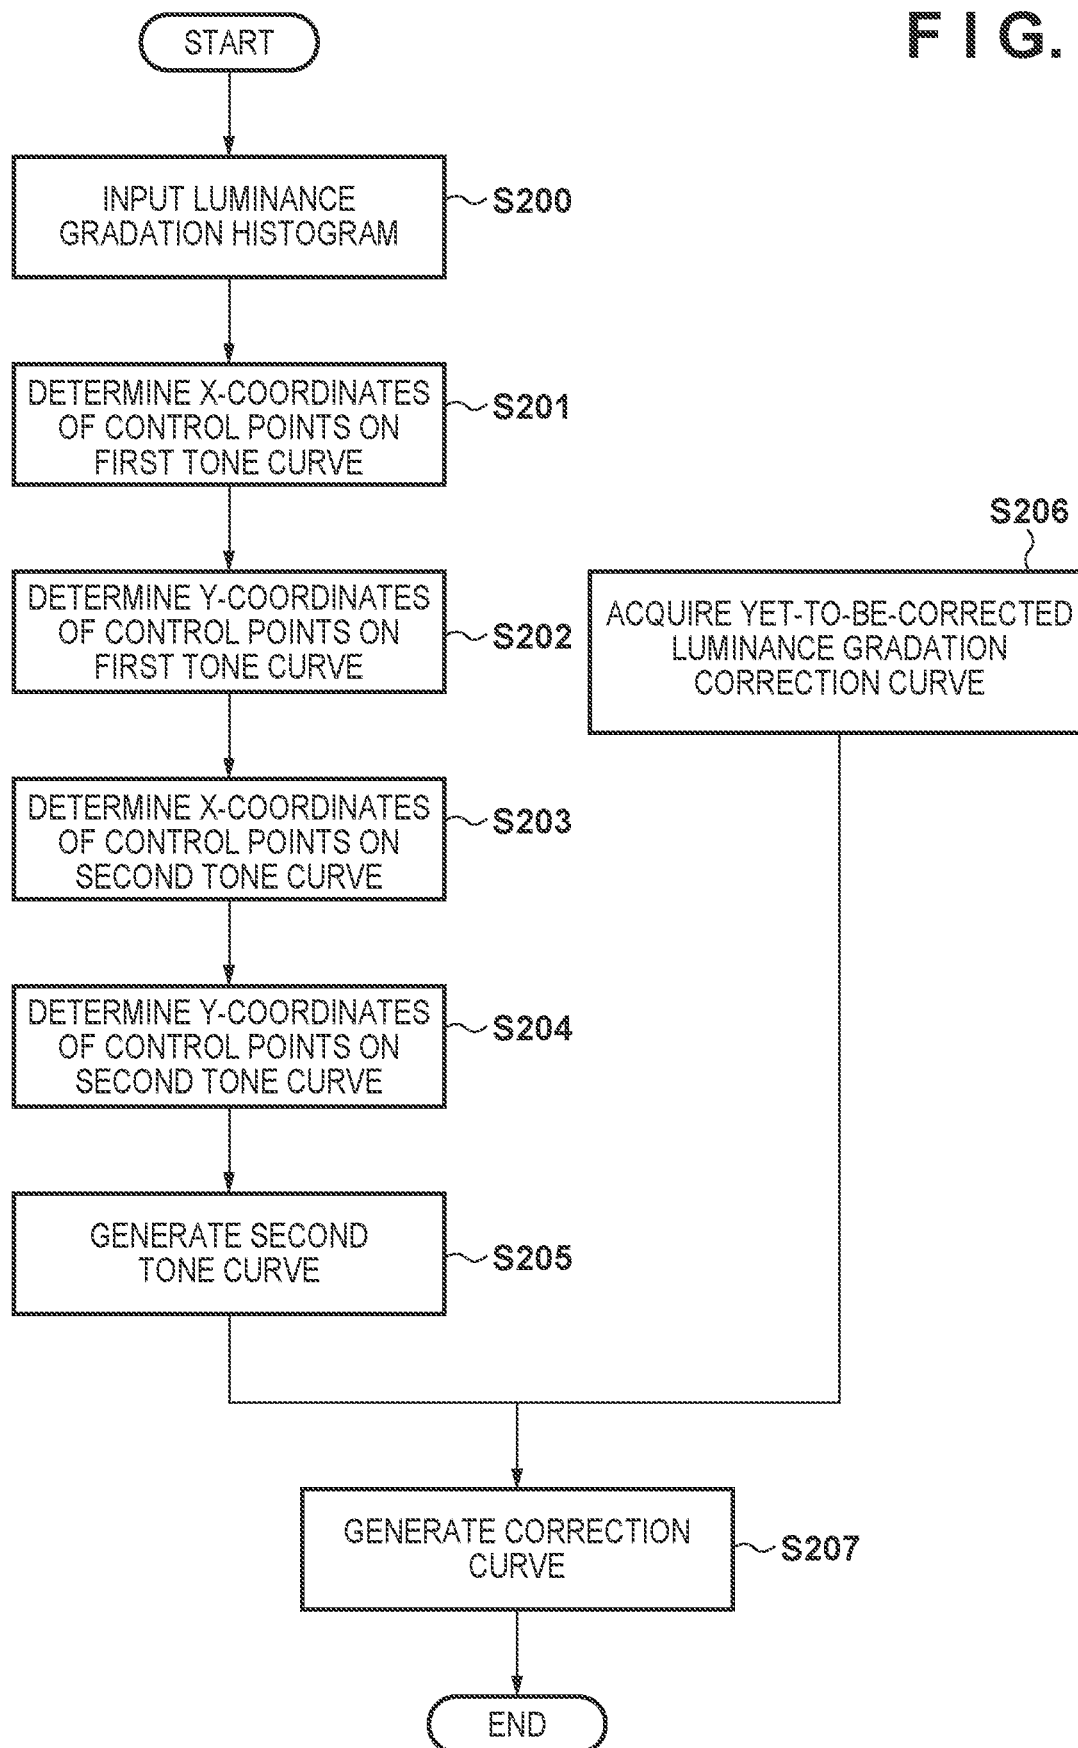 FIG.
START
INPUT LUMINANCE
GRADATION HISTOGRAM
S200
DETERMINE X-COORDINATES
OF CONTROL POINTS ON
FIRST TONE CURVE
S201
DETERMINE Y-COORDINATES
OF CONTROL POINTS ON
FIRST TONE CURVE
S202
S206
ACQUIRE YET-TO-BE-CORRECTED
LUMINANCE GRADATION
CORRECTION CURVE
DETERMINE X-COORDINATES
OF CONTROL POINTS ON
SECOND TONE CURVE
S203
DETERMINE Y-COORDINATES
OF CONTROL POINTS ON
SECOND TONE CURVE
S204
GENERATE SECOND
TONE CURVE
S205
GENERATE CORRECTION
CURVE
S207
END